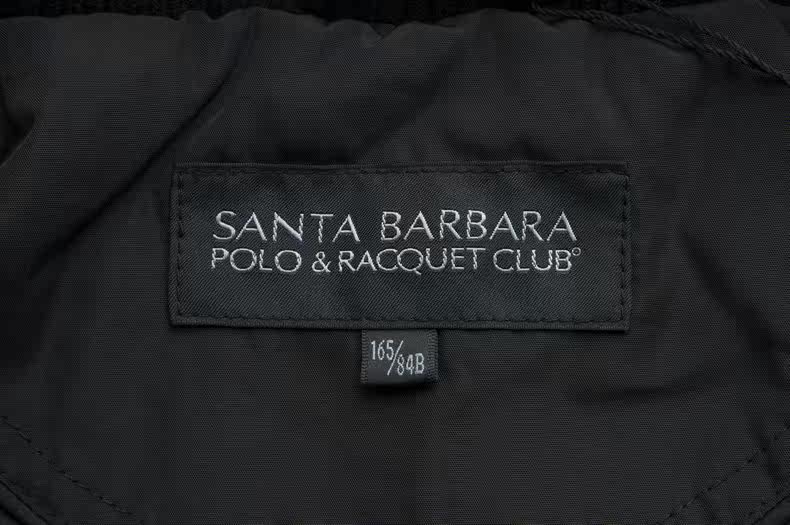 SANTA BARBARA
POLO & RACQUET CLUB
165/84B